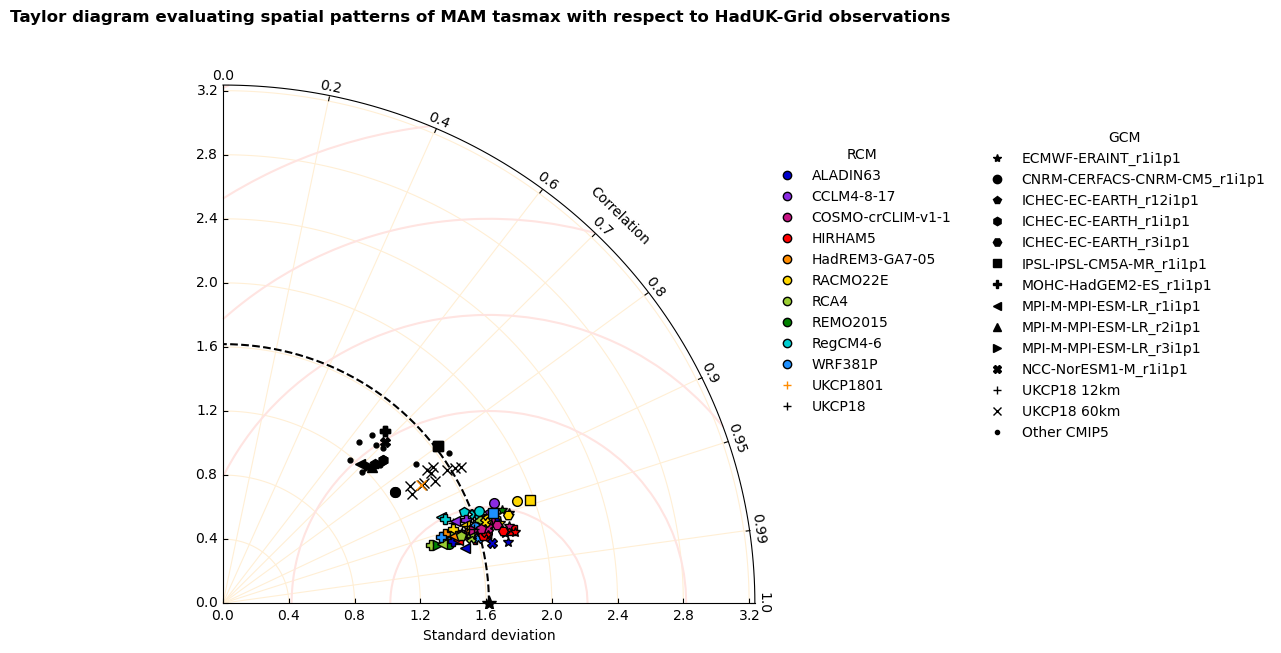 Taylor diagram evaluating spatial patterns of MAM tasmax with respect to HadUK-Grid observations
0.0
0.2
0.4
0.6
0.7
0.8
0.9
0.95
0.99
1.0
Correlation
3.2
2.8
2.4
2.0
1.6
1.2
0.8
0.4
0.0
0.0
0.4
0.8
1.2
1.6
2.0
2.4
2.8
3.2
Standard deviation
RCM
ALADIN63
CCLM4-8-17
COSMO-crCLIM-v1-1
HIRHAM5
HadREM3-GA7-05
RACMO22E
RCA4
REMO2015
RegCM4-6
WRF381P
UKCP1801
UKCP18
GCM
ECMWF-ERAINT_r1i1p1
CNRM-CERFACS-CNRM-CM5_r1i1p1
ICHEC-EC-EARTH_r12i1p1
ICHEC-EC-EARTH_r1i1p1
ICHEC-EC-EARTH_r3i1p1
IPSL-IPSL-CM5A-MR_r1i1p1
MOHC-HadGEM2-ES_r1i1p1
MPI-M-MPI-ESM-LR_r1i1p1
MPI-M-MPI-ESM-LR_r2i1p1
MPI-M-MPI-ESM-LR_r3i1p1
NCC-NorESM1-M_r1i1p1
UKCP18 12km
UKCP18 60km
Other CMIP5